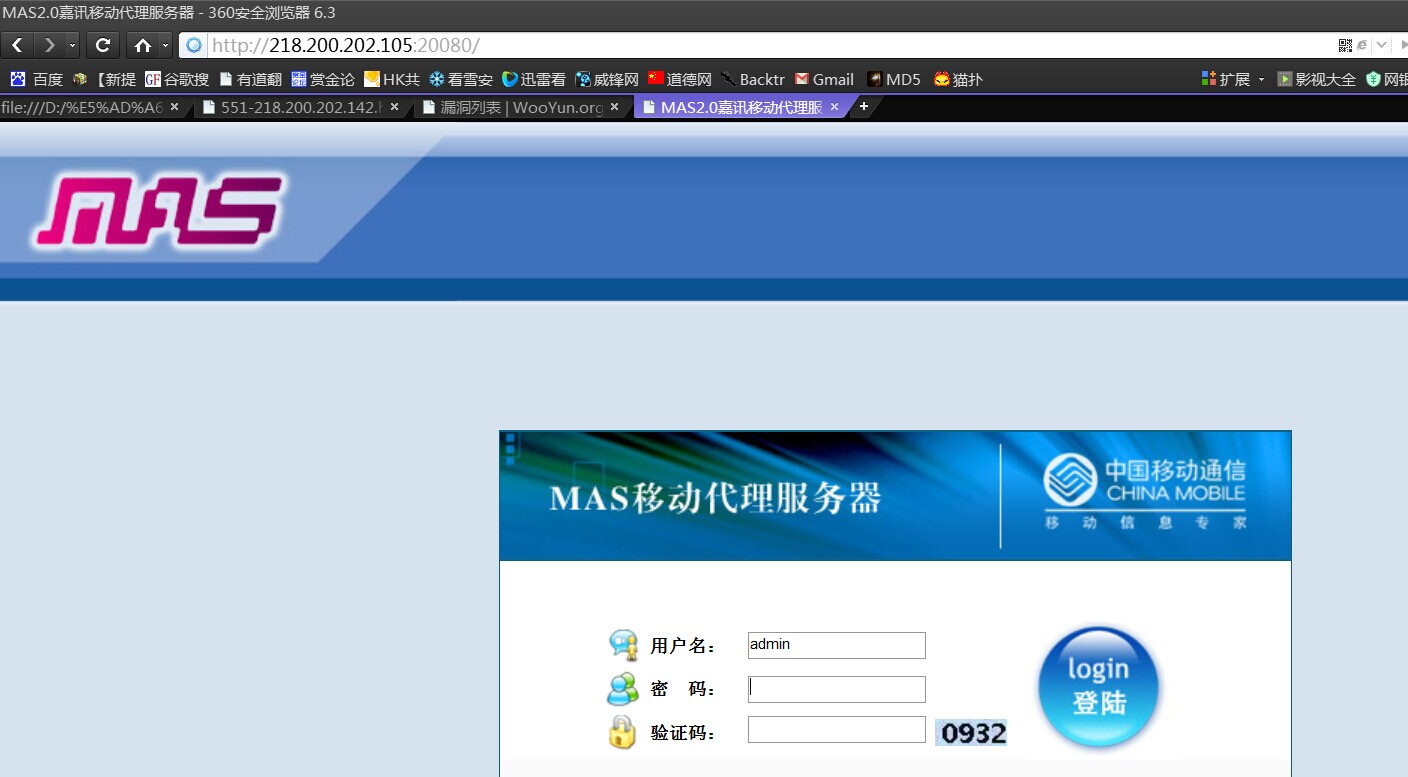 MAS2.0嘉讯移动代理服务器 - 360安全浏览器 6.3
http://218.200.202.105:20080/
百度 【新提 GF 谷歌搜 有道翻 赏金论 HK共 看雪安 迅雷看 威锋网 道德网 Backtr Gmail MD5 猫扑 扩展 影视大全 网银
file:///D:/%E5%AD%A6 551-218.200.202.142.h 漏洞列表 | WooYun.org MAS2.0嘉讯移动代理服
MAS
MAS移动代理服务器
中国移动通信
CHINA MOBILE
移动信息专家
用户名: admin
密 码:
验证码: 0932
login
登陆